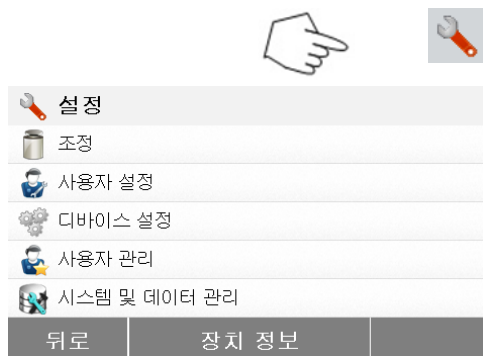 설정
조정
사용자 설정
디바이스 설정
사용자 관리
시스템 및 데이터 관리
뒤로 장치 정보